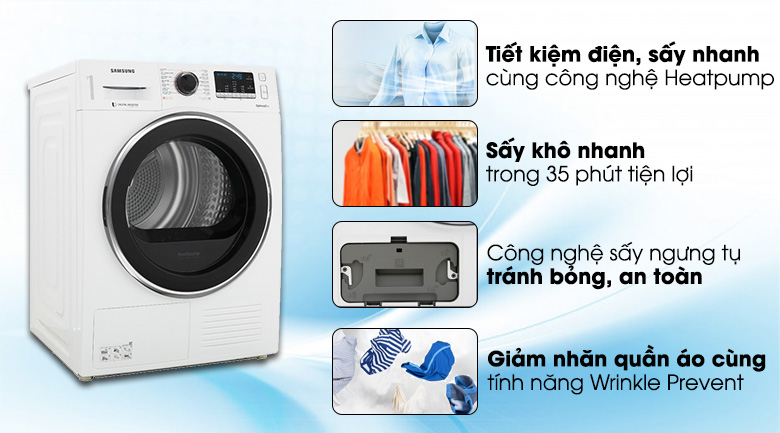 SAMSUNG
Tiết kiệm điện, sấy nhanh
cùng công nghệ Heatpump
Sấy khô nhanh
trong 35 phút tiện lợi
Công nghệ sấy ngưng tụ
tránh bỏng, an toàn
Giảm nhăn quần áo cùng
tính năng Wrinkle Prevent